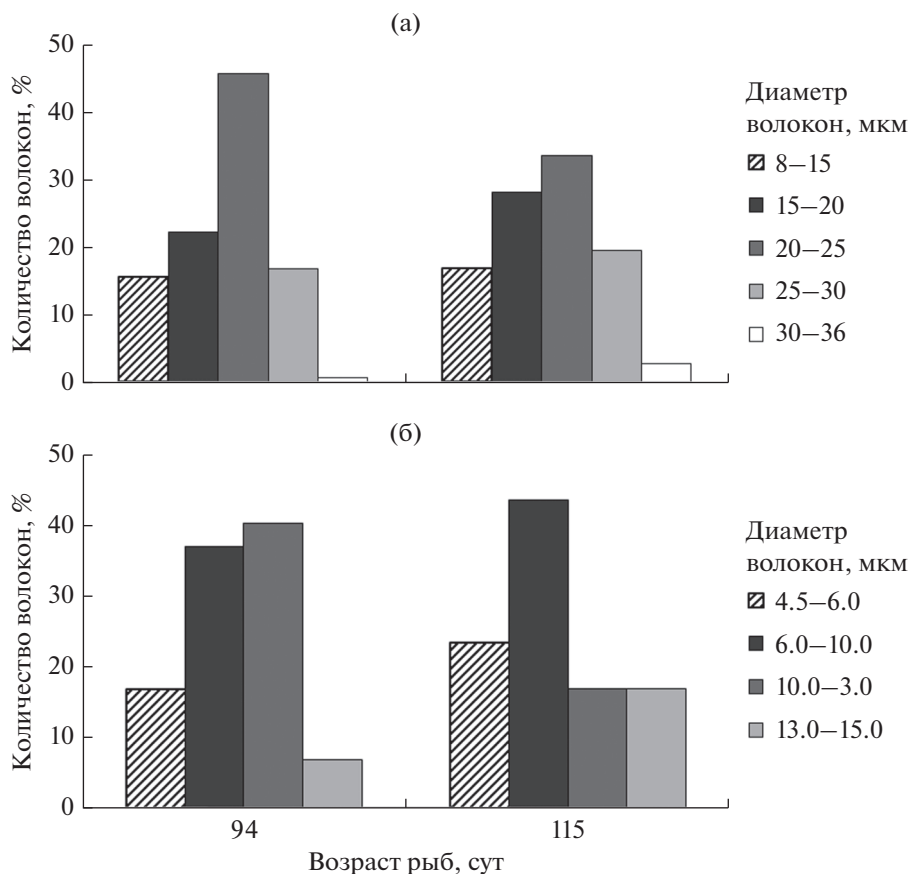 (а)
Количество волокон, %
50
40
30
20
10
0
Диаметр
волокон, мкм
8–15
15–20
20–25
25–30
30–36
(б)
Количество волокон, %
50
40
30
20
10
0
Диаметр
волокон, мкм
4.5–6.0
6.0–10.0
10.0–3.0
13.0–15.0
94
115
Возраст рыб, сут